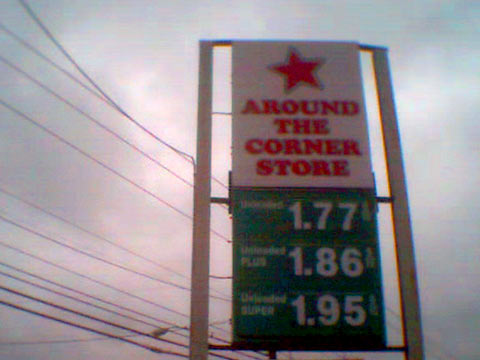 AROUND
THE
CORNER
STORE
Unleaded 1.77
Unleaded
PLUS 1.86
Unleaded
SUPER 1.95